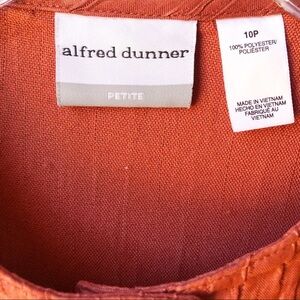 alfred dunner
PETITE
10P
100% POLYESTER/
POLIÉSTER
MADE IN VIETNAM
HECHO EN VIETNAM
FABRIQUÉ AU
VIETNAM